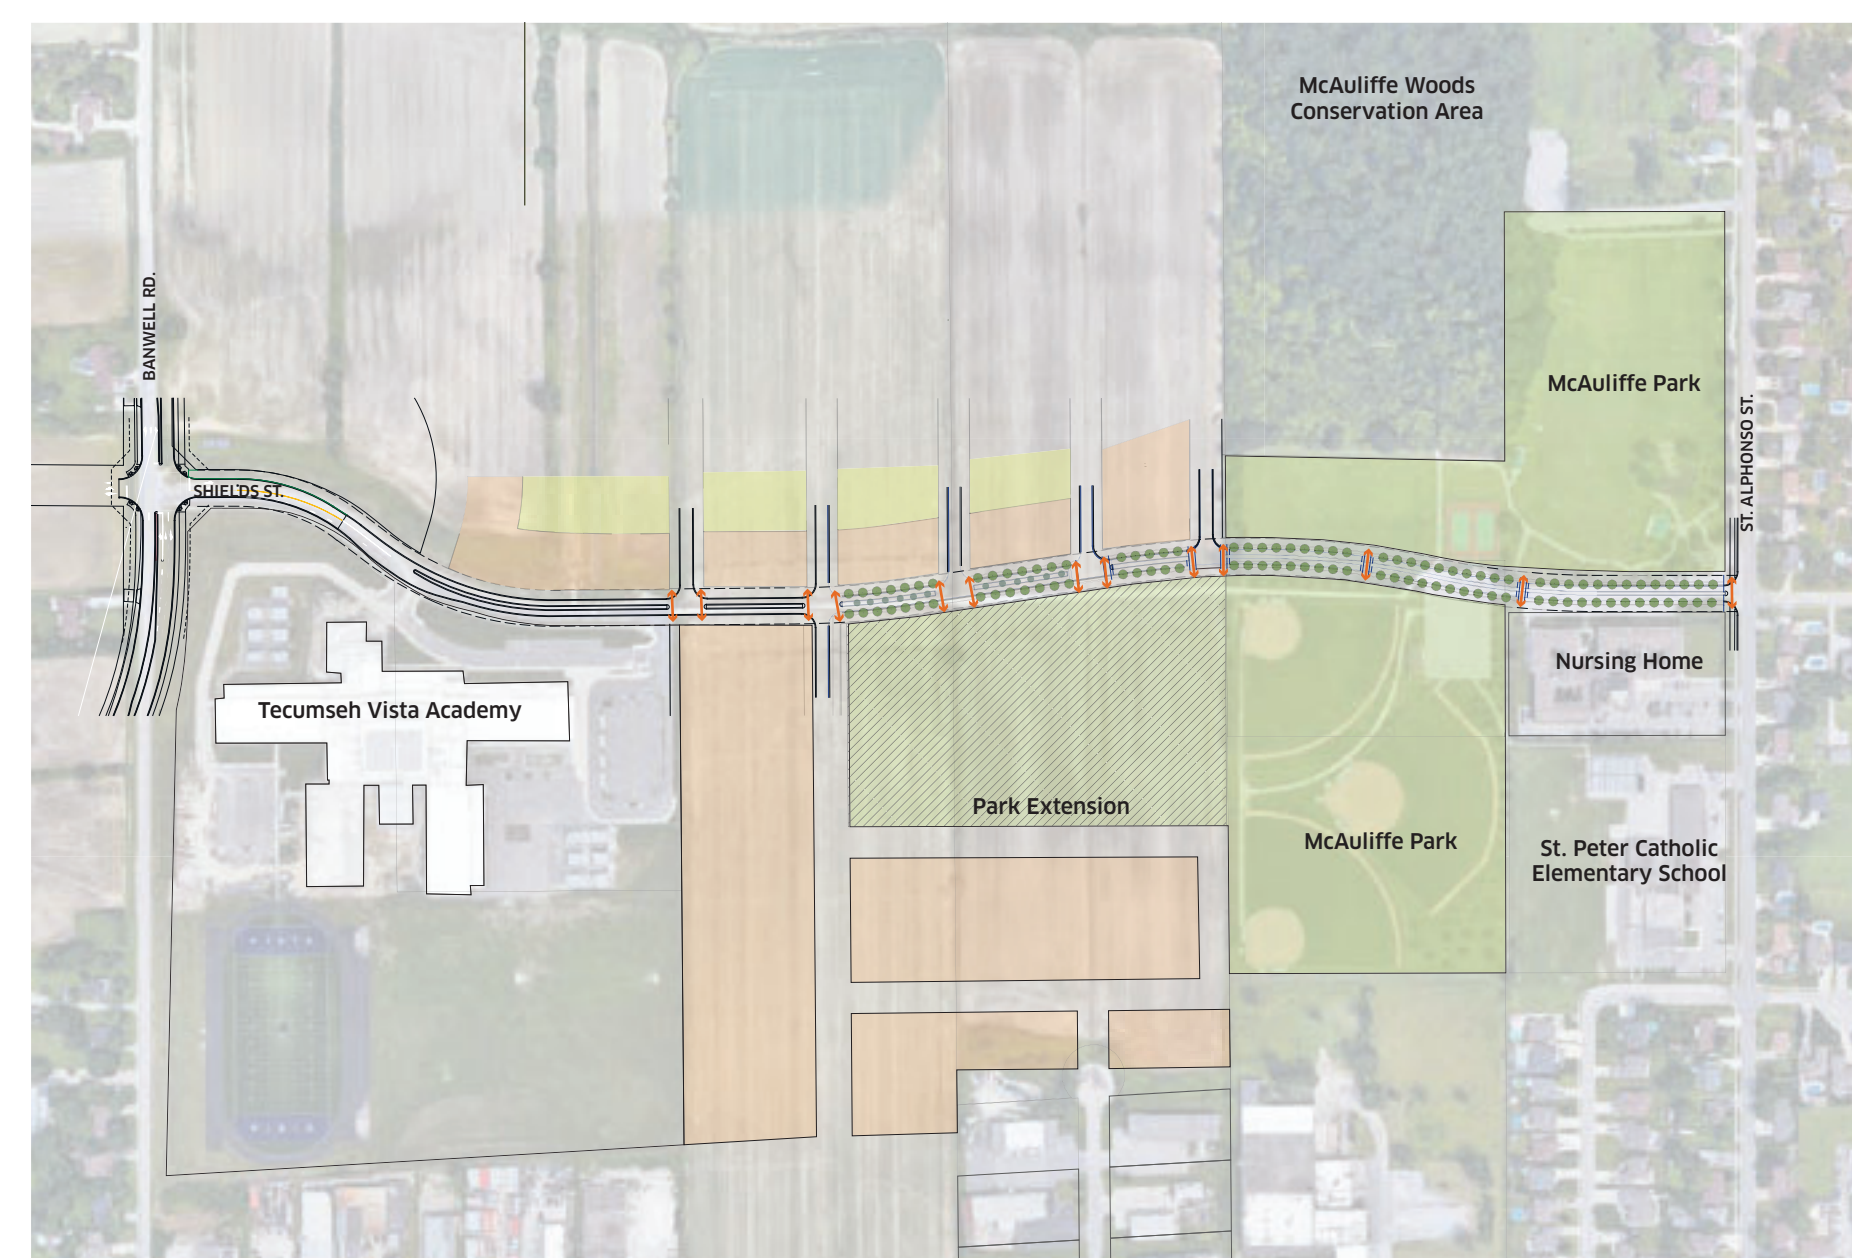 McAuliffe Woods
Conservation Area
BANWELL RD.
McAuliffe Park
ST. ALPHONSO ST.
SHIELDS ST.
Nursing Home
Tecumseh Vista Academy
Park Extension
McAuliffe Park
St. Peter Catholic
Elementary School